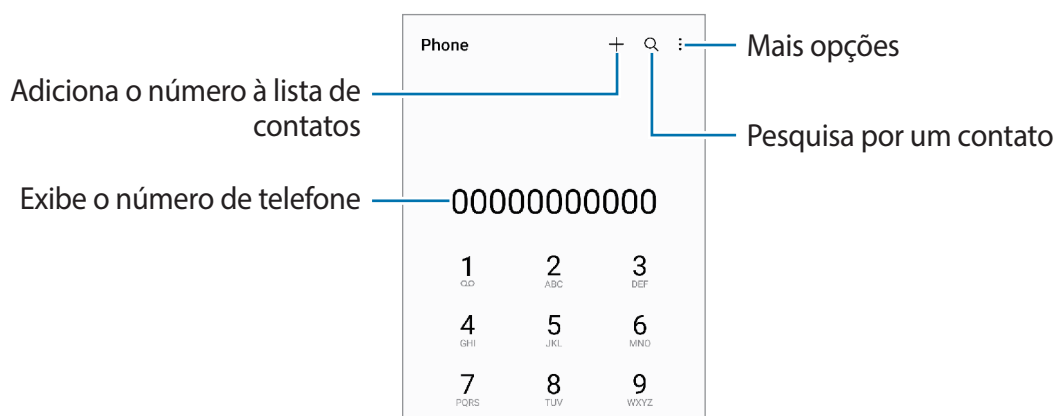 Phone
Mais opções
Adiciona o número à lista de
contatos
Pesquisa por um contato
Exibe o número de telefone
00000000000
1 2 3
ABC DEF
4 5 6
GHI JKL MNO
7 8 9
PQRS TUV WXYZ